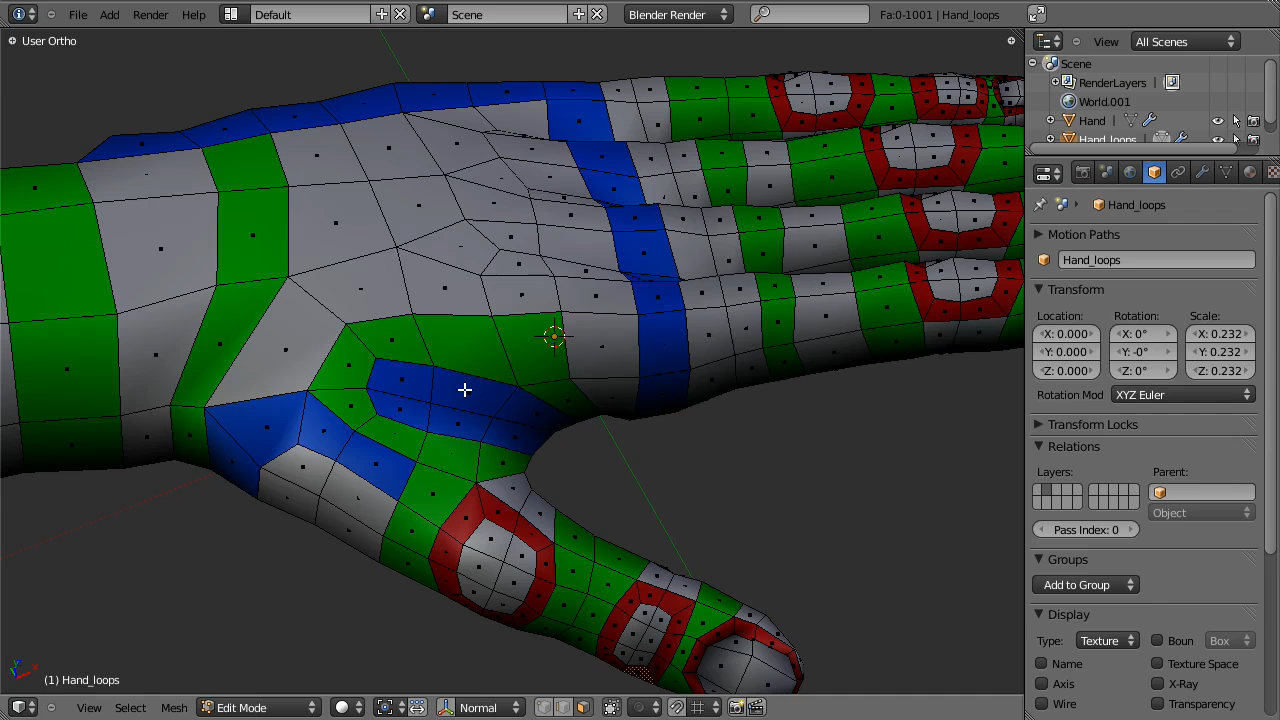 File Add Render Help Default Scene Blender Render Fa:0-1001 | Hand_loops
User Ortho
View All Scenes
Scene
RenderLayers
World.001
Hand
Hand_loops
Hand_loops
Motion Paths
Hand_loops
Transform
Location: Rotation: Scale:
X: 0.000 X: 0° X: 0.232
Y: 0.000 Y: -0° Y: 0.232
Z: 0.000 Z: 0° Z: 0.232
Rotation Mod XYZ Euler
Transform Locks
Relations
Layers: Parent:
Object
Pass Index: 0
Groups
Add to Group
Display
Type: Texture Boun Box
Name Texture Space
Axis X-Ray
Wire Transparency
(1) Hand_loops
View Select Mesh Edit Mode Normal